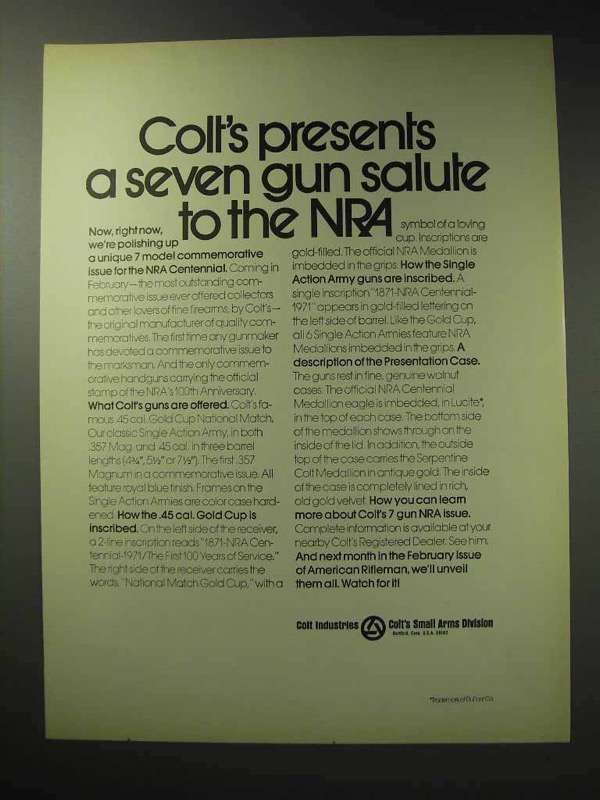 Colt's presents
a seven gun salute
to the NRA
Now, right now,
we're polishing up
a unique 7 model commemorative
issue for the NRA Centennial. Coming in
February—the most outstanding com-
memorative issue ever offered collectors
and other lovers of fine firearms, by Colt's—
the original manufacturer of quality com-
memoratives. The first time any gunmaker
has devoted a commemorative issue to
the marksman. And the only commem-
orative handguns carrying the official
stamp of the NRA's 100th Anniversary.
What Colt's guns are offered. Colt's fa-
mous .45 cal. Gold Cup National Match.
Our classic Single Action Army, in both
.357 Mag. and .45 cal. in three barrel
lengths (4¾", 5½" or 7½"). The first .357
Magnum in a commemorative issue. All
feature royal blue finish. Frames on the
Single Action Armies are color case hard-
ened. How the .45 cal. Gold Cup is
inscribed. On the left side of the receiver,
a 2-line inscription reads "1871-NRA Cen-
tennial-1971/The First 100 Years of Service."
The right side of the receiver carries the
words, "National Match Gold Cup," with a
symbol of a loving
cup. Inscriptions are
gold-filled. The official NRA Medallion is
imbedded in the grips. How the Single
Action Army guns are inscribed. A
single inscription "1871-NRA Centennial-
1971" appears in gold-filled lettering on
the left side of barrel. Like the Gold Cup,
all 6 Single Action Armies feature NRA
Medallions imbedded in the grips. A
description of the Presentation Case.
The guns rest in fine, genuine walnut
cases. The official NRA Centennial
Medallion eagle is imbedded, in Lucite*,
in the top of each case. The bottom side
of the medallion shows through on the
inside of the lid. In addition, the outside
top of the case carries the Serpentine
Colt Medallion in antique gold. The inside
of the case is completely lined in rich,
old gold velvet. How you can learn
more about Colt's 7 gun NRA issue.
Complete information is available at your
nearby Colt's Registered Dealer. See him.
And next month in the February issue
of American Rifleman, we'll unveil
them all. Watch for it!
Colt Industries Colt's Small Arms Division
Hartford, Conn. U.S.A. 06102
*Trademark of DuPont Co.